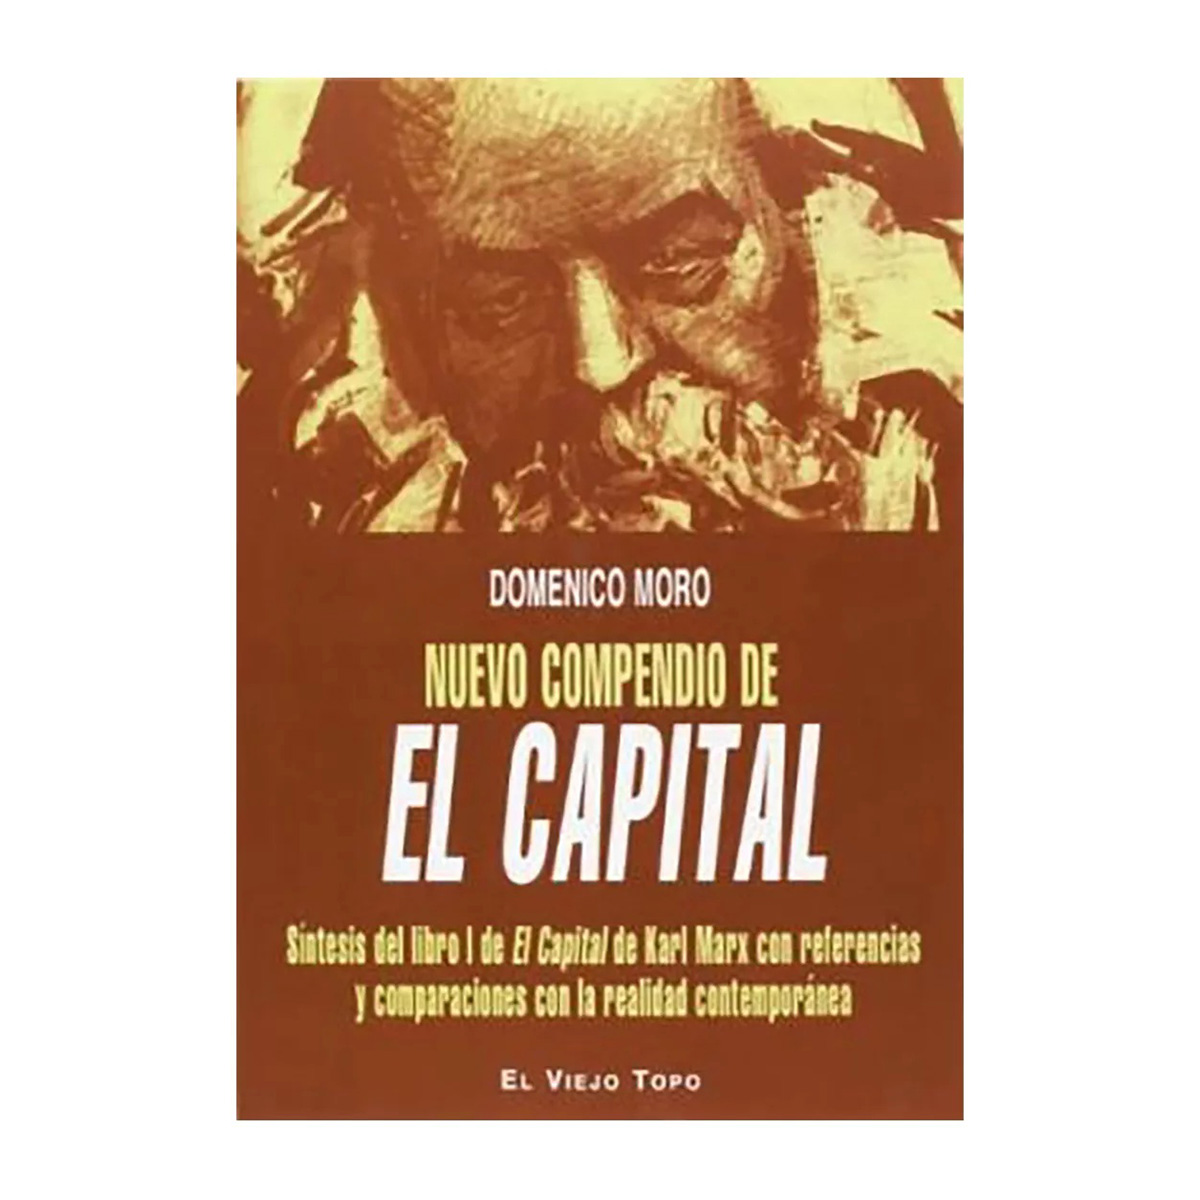 DOMENICO MORO
NUEVO COMPENDIO DE
EL CAPITAL
Síntesis del libro I de El Capital de Karl Marx con referencias
y comparaciones con la realidad contemporánea
EL VIEJO TOPO